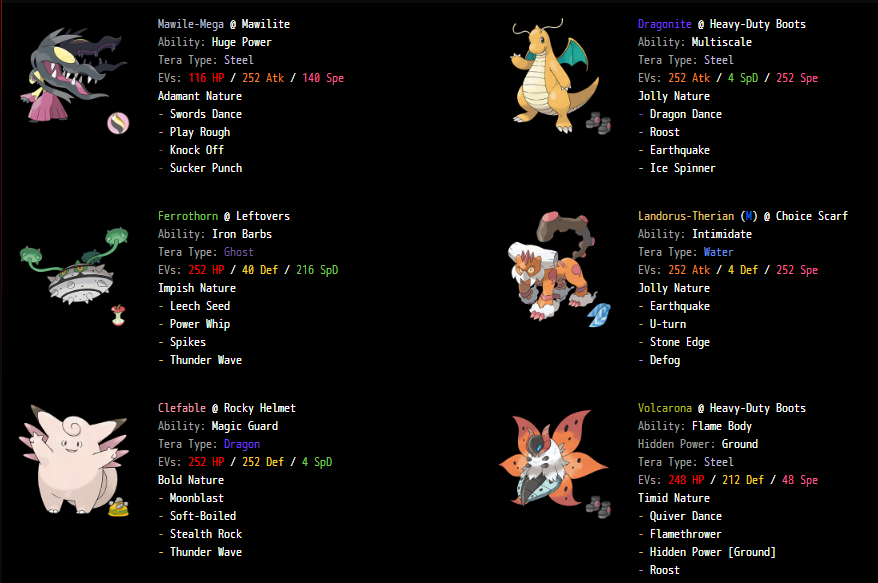 Mawile-Mega @ Mawilite
Ability: Huge Power
Tera Type: Steel
EVs: 116 HP / 252 Atk / 140 Spe
Adamant Nature
- Swords Dance
- Play Rough
- Knock Off
- Sucker Punch
Dragonite @ Heavy-Duty Boots
Ability: Multiscale
Tera Type: Steel
EVs: 252 Atk / 4 SpD / 252 Spe
Jolly Nature
- Dragon Dance
- Roost
- Earthquake
- Ice Spinner
Ferrothorn @ Leftovers
Ability: Iron Barbs
Tera Type: Ghost
EVs: 252 HP / 40 Def / 216 SpD
Impish Nature
- Leech Seed
- Power Whip
- Spikes
- Thunder Wave
Landorus-Therian (M) @ Choice Scarf
Ability: Intimidate
Tera Type: Water
EVs: 252 Atk / 4 Def / 252 Spe
Jolly Nature
- Earthquake
- U-turn
- Stone Edge
- Defog
Clefable @ Rocky Helmet
Ability: Magic Guard
Tera Type: Dragon
EVs: 252 HP / 252 Def / 4 SpD
Bold Nature
- Moonblast
- Soft-Boiled
- Stealth Rock
- Thunder Wave
Volcarona @ Heavy-Duty Boots
Ability: Flame Body
Hidden Power: Ground
Tera Type: Steel
EVs: 248 HP / 212 Def / 48 Spe
Timid Nature
- Quiver Dance
- Flamethrower
- Hidden Power [Ground]
- Roost